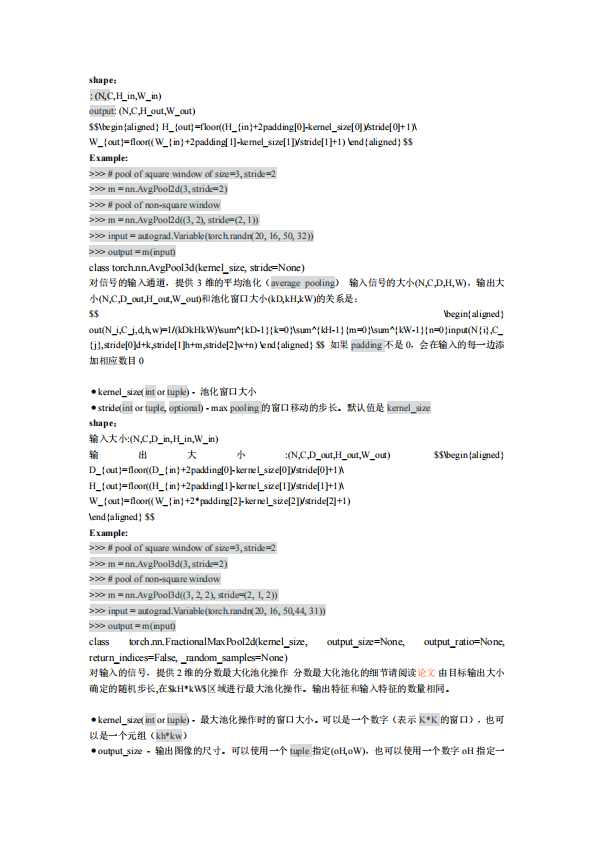 shape：
: (N,C,H_in,W_in)
output: (N,C,H_out,W_out)
$$\begin{aligned} H_{out}=floor((H_{in}+2padding[0]-kernel_size[0])/stride[0]+1)\
W_{out}=floor((W_{in}+2padding[1]-kernel_size[1])/stride[1]+1) \end{aligned} $$
Example:
>>> # pool of square window of size=3, stride=2
>>> m = nn.AvgPool2d(3, stride=2)
>>> # pool of non-square window
>>> m = nn.AvgPool2d((3, 2), stride=(2, 1))
>>> input = autograd.Variable(torch.randn(20, 16, 50, 32))
>>> output = m(input)
class torch.nn.AvgPool3d(kernel_size, stride=None)
对信号的输入通道，提供 3 维的平均池化（average pooling） 输入信号的大小(N,C,D,H,W)，输出大
小(N,C,D_out,H_out,W_out)和池化窗口大小(kD,kH,kW)的关系是：
$$ \begin{aligned}
out(N_i,C_j,d,h,w)=1/(kDkHkW)\sum^{kD-1}{k=0}\sum^{kH-1}{m=0}\sum^{kW-1}{n=0}input(N{i},C_
{j},stride[0]d+k,stride[1]h+m,stride[2]w+n) \end{aligned} $$ 如果 padding 不是 0，会在输入的每一边添
加相应数目 0
●kernel_size(int or tuple) - 池化窗口大小
●stride(int or tuple, optional) - max pooling 的窗口移动的步长。默认值是 kernel_size
shape：
输入大小:(N,C,D_in,H_in,W_in)
输出大小:(N,C,D_out,H_out,W_out) $$\begin{aligned}
D_{out}=floor((D_{in}+2padding[0]-kernel_size[0])/stride[0]+1)\
H_{out}=floor((H_{in}+2padding[1]-kernel_size[1])/stride[1]+1)\
W_{out}=floor((W_{in}+2*padding[2]-kernel_size[2])/stride[2]+1)
\end{aligned} $$
Example:
>>> # pool of square window of size=3, stride=2
>>> m = nn.AvgPool3d(3, stride=2)
>>> # pool of non-square window
>>> m = nn.AvgPool3d((3, 2, 2), stride=(2, 1, 2))
>>> input = autograd.Variable(torch.randn(20, 16, 50,44, 31))
>>> output = m(input)
class torch.nn.FractionalMaxPool2d(kernel_size, output_size=None, output_ratio=None,
return_indices=False, _random_samples=None)
对输入的信号，提供 2 维的分数最大化池化操作 分数最大化池化的细节请阅读论文 由目标输出大小
确定的随机步长,在$kH*kW$区域进行最大池化操作。输出特征和输入特征的数量相同。
●kernel_size(int or tuple) - 最大池化操作时的窗口大小。可以是一个数字（表示 K*K 的窗口），也可
以是一个元组（kh*kw）
●output_size - 输出图像的尺寸。可以使用一个 tuple 指定(oH,oW)，也可以使用一个数字 oH 指定一